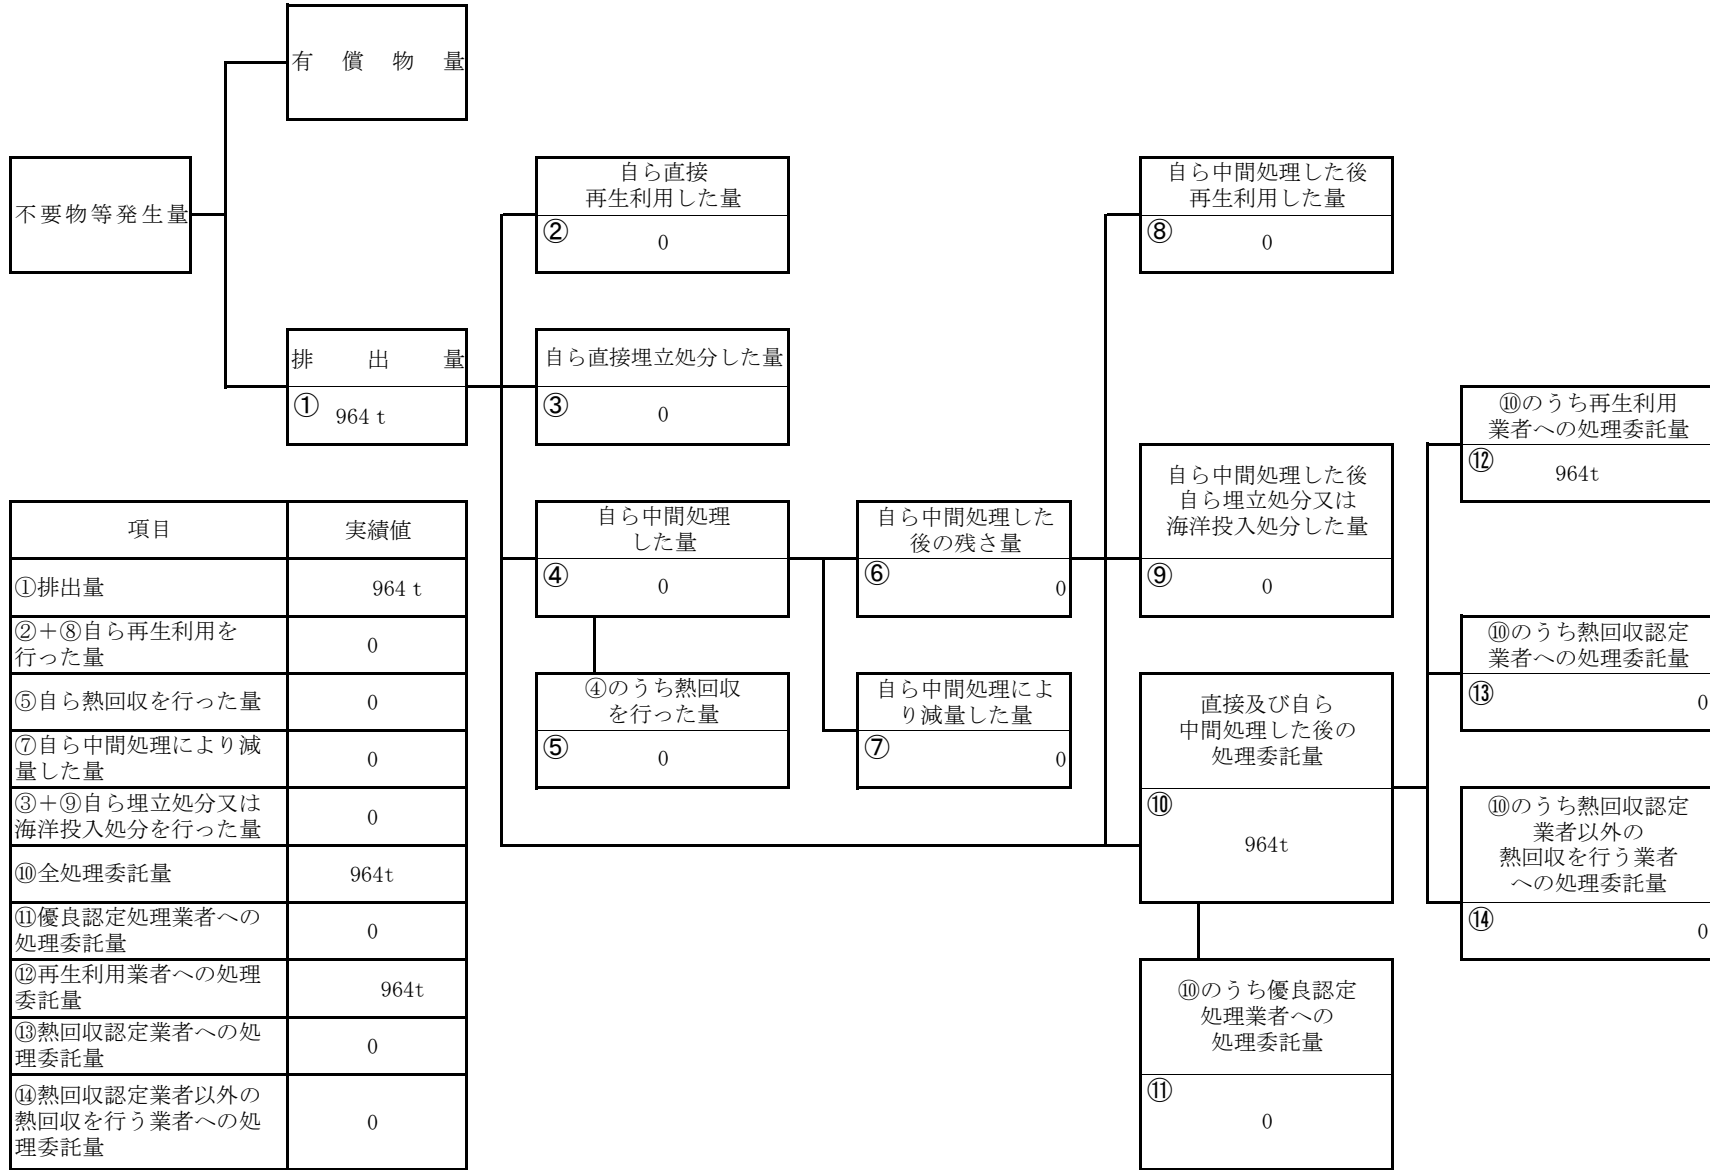 有償物量
不要物等発生量
排出量
① 964 t
自ら直接
再生利用した量
② 0
自ら直接埋立処分した量
③ 0
自ら中間処理
した量
④ 0
④のうち熱回収
を行った量
⑤ 0
自ら中間処理した
後の残さ量
⑥ 0
自ら中間処理によ
り減量した量
⑦ 0
自ら中間処理した後
再生利用した量
⑧ 0
自ら中間処理した後
自ら埋立処分又は
海洋投入処分した量
⑨ 0
直接及び自ら
中間処理した後の
処理委託量
⑩
964t
⑩のうち優良認定
処理業者への
処理委託量
⑪
0
⑩のうち再生利用
業者への処理委託量
⑫ 964t
⑩のうち熱回収認定
業者への処理委託量
⑬ 0
⑩のうち熱回収認定
業者以外の
熱回収を行う業者
への処理委託量
⑭ 0
項目 実績値
①排出量 964 t
②＋⑧自ら再生利用を
行った量 0
⑤自ら熱回収を行った量 0
⑦自ら中間処理により減
量した量 0
③＋⑨自ら埋立処分又は
海洋投入処分を行った量 0
⑩全処理委託量 964t
⑪優良認定処理業者への
処理委託量 0
⑫再生利用業者への処理
委託量 964t
⑬熱回収認定業者への処
理委託量 0
⑭熱回収認定業者以外の
熱回収を行う業者への処
理委託量 0